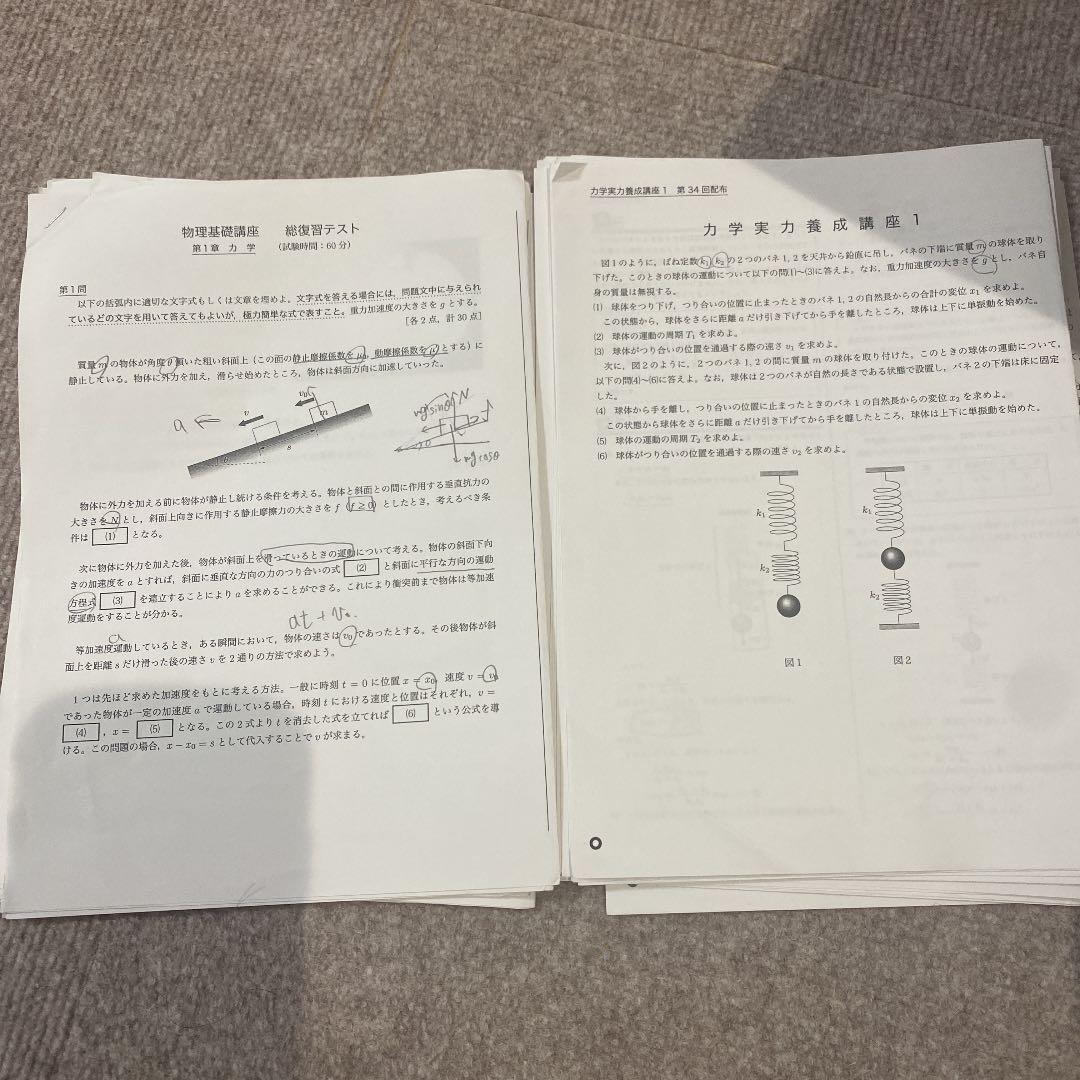 物理基礎講座　総復習テスト
第1章 力 学　（試験時間：60 分）
第1問
以下の括弧内に適切な文字式もしくは文章を埋めよ。文字式を答える場合には，問題文中に与えられ
ているどの文字を用いて答えてもよいが，極力簡単な式で表すこと。重力加速度の大きさを g とする。
[各 2 点，計 30 点]
質量 m の物体が角度 θ 傾いた粗い斜面上（この面の静止摩擦係数を μ0，動摩擦係数を μ とする）に
静止している。物体に外力を加え，滑らせ始めたところ，物体は斜面方向に加速していった。
a
v
v0
m
s
θ
mg sinθ
N
f
mg cosθ
物体に外力を加える前に物体が静止し続ける条件を考える。物体と斜面との間に作用する垂直抗力の
大きさを N とし，斜面上向きに作用する静止摩擦力の大きさを f (f ≥ 0) としたとき，考えるべき条
件は (1) となる。
次に物体に外力を加えた後，物体が斜面上を滑っているときの運動について考える。物体の斜面下向
きの加速度を a とすれば，斜面に垂直な方向の力のつり合いの式 (2) と斜面に平行な方向の運動
方程式 (3) を連立することにより a を求めることができる。これにより衝突前まで物体は等加速
度運動をすることが分かる。
a
at + v0.
等加速度運動しているとき，ある瞬間において，物体の速さは v0 であったとする。その後物体が斜
面上を距離 s だけ滑った後の速さ v を 2 通りの方法で求めよう。
1 つは先ほど求めた加速度をもとに考える方法。一般に時刻 t = 0 に位置 x = x0，速度 v = v0
であった物体が一定の加速度 a で運動している場合，時刻 t における速度と位置はそれぞれ，v =
(4) ，x = (5) となる。この 2 式より t を消去した式を立てれば (6) という公式を導
ける。この問題の場合，x − x0 = s として代入することで v が求まる。
力学実力養成講座 1　第 34 回配布
力 学 実 力 養 成 講 座 1
図 1 のように，ばね定数 k1, k2 の 2 つのバネ 1, 2 を天井から鉛直に吊し，バネの下端に質量 m の球体を取り
下げた。このときの球体の運動について以下の問(1)〜(3)に答えよ。なお，重力加速度の大きさを g とし，バネ自
身の質量は無視する。
(1) 球体をつり下げ，つり合いの位置に止まったときのバネ 1, 2 の自然長からの合計の変位 x1 を求めよ。
この状態から，球体をさらに距離 a だけ引き下げてから手を離したところ，球体は上下に単振動を始めた。
(2) 球体の運動の周期 T1 を求めよ。
(3) 球体がつり合いの位置を通過する際の速さ v1 を求めよ。
次に，図 2 のように，2 つのバネ 1, 2 の間に質量 m の球体を取り付けた。このときの球体の運動について，
以下の問(4)〜(6)に答えよ。なお，球体は 2 つのバネが自然の長さである状態で設置し，バネ 2 の下端は床に固定
した。
(4) 球体から手を離し，つり合いの位置に止まったときのバネ 1 の自然長からの変位 x2 を求めよ。
この状態から球体をさらに距離 a だけ引き下げてから手を離したところ，球体は上下に単振動を始めた。
(5) 球体の運動の周期 T2 を求めよ。
(6) 球体がつり合いの位置を通過する際の速さ v2 を求めよ。
k1
k2
図 1
k1
k2
図 2